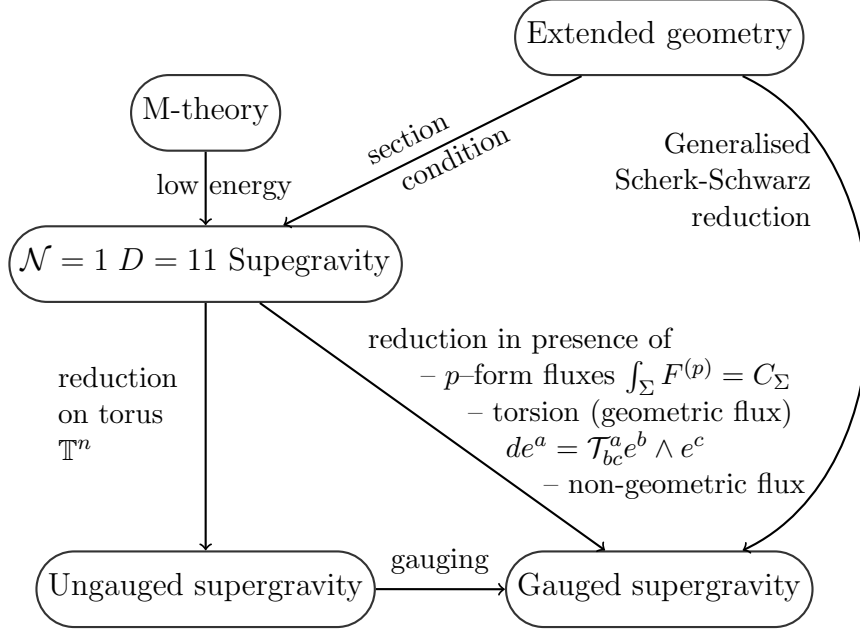 Extended geometry
M-theory
section
condition
Generalised
Scherk-Schwarz
reduction
low energy
𝒩 = 1 D = 11 Supegravity
reduction
on torus
𝕋ⁿ
reduction in presence of
– p–form fluxes ∫_Σ F^(p) = C_Σ
– torsion (geometric flux)
de^a = 𝒯^a_bc e^b ∧ e^c
– non-geometric flux
gauging
Ungauged supergravity
Gauged supergravity